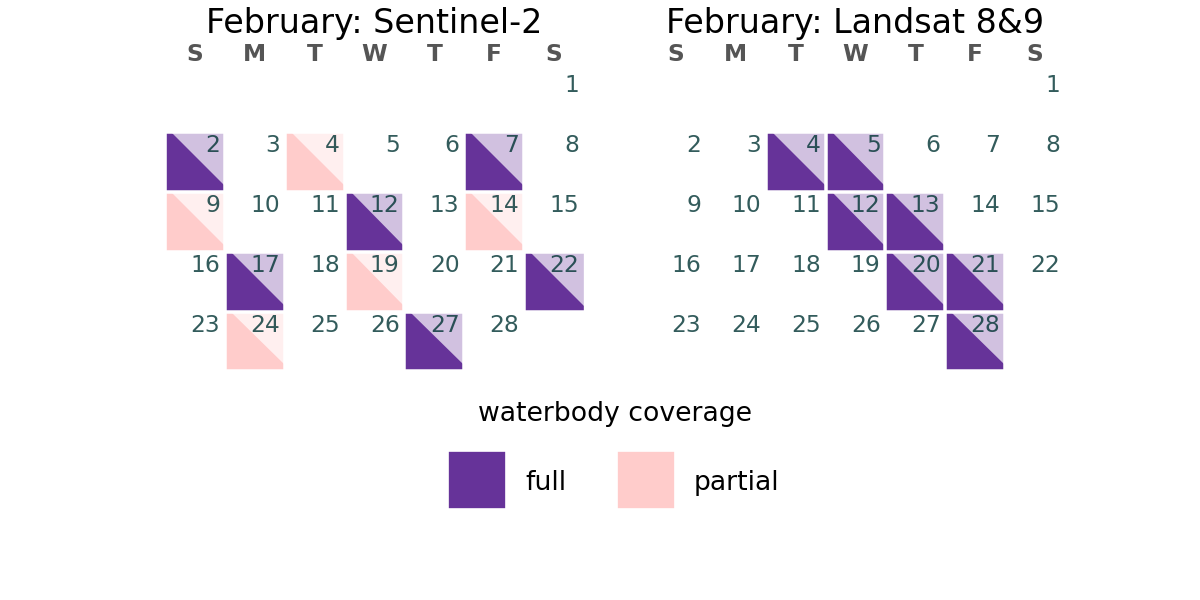 February: Sentinel-2
S M T W T F S
1
2 3 4 5 6 7 8
9 10 11 12 13 14 15
16 17 18 19 20 21 22
23 24 25 26 27 28
February: Landsat 8&9
S M T W T F S
1
2 3 4 5 6 7 8
9 10 11 12 13 14 15
16 17 18 19 20 21 22
23 24 25 26 27 28
waterbody coverage
full partial